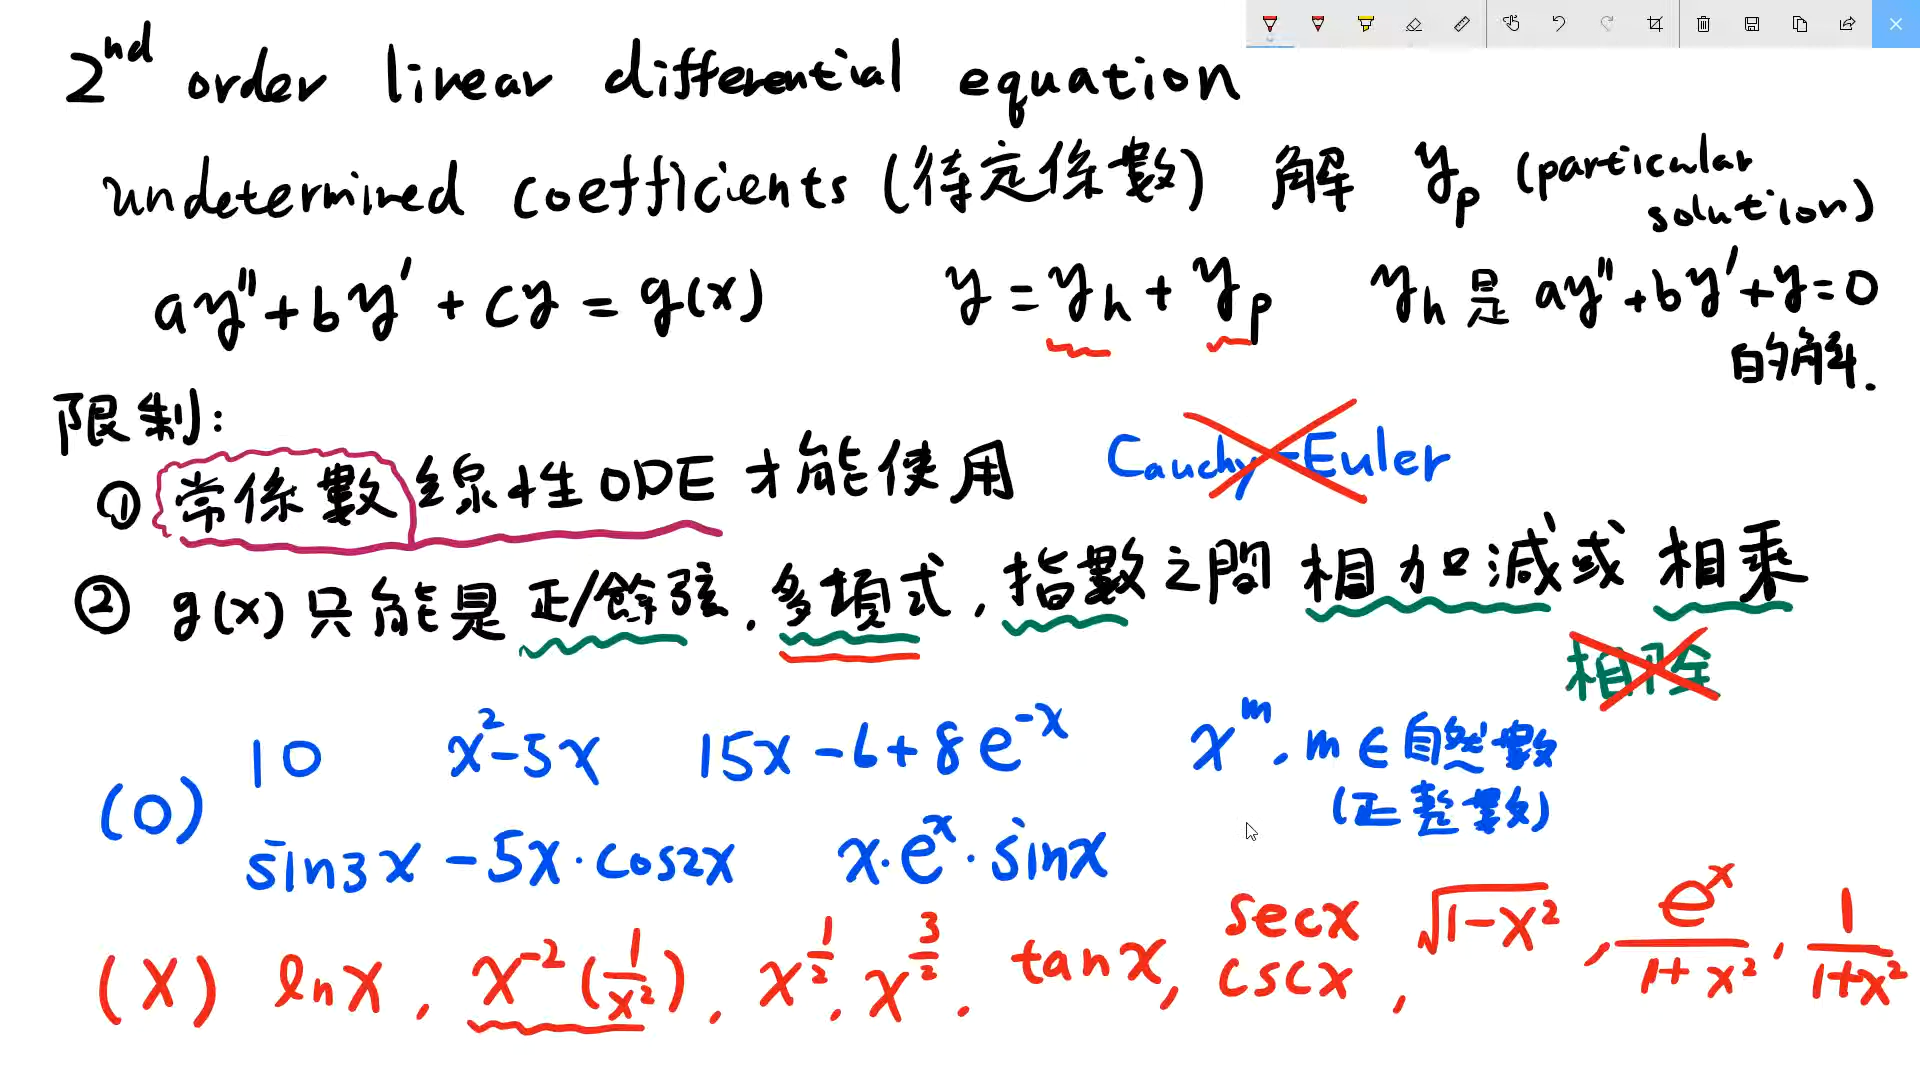 2nd order linear differential equation
undetermined coefficients (待定係數) 解 yp (particular solution)
ay''+by'+cy=g(x) y=yh+yp yh是 ay''+by'+y=0
的解.
限制:
① 常係數線性ODE才能使用 Cauchy-Euler
② g(x)只能是正/餘弦,多項式,指數之間相加減或相乘
相除
(O) 10 x²-5x 15x-6+8e^{-x} x^m, m∈自然數
(正整數)
sin3x-5x·cos2x x·e^x·sinx
(X) lnx, x^{-2}(1/x²), x^{1/2}, x^{3/2}, tanx, secx cscx, √(1-x²), e^x/(1+x²), 1/(1+x²)